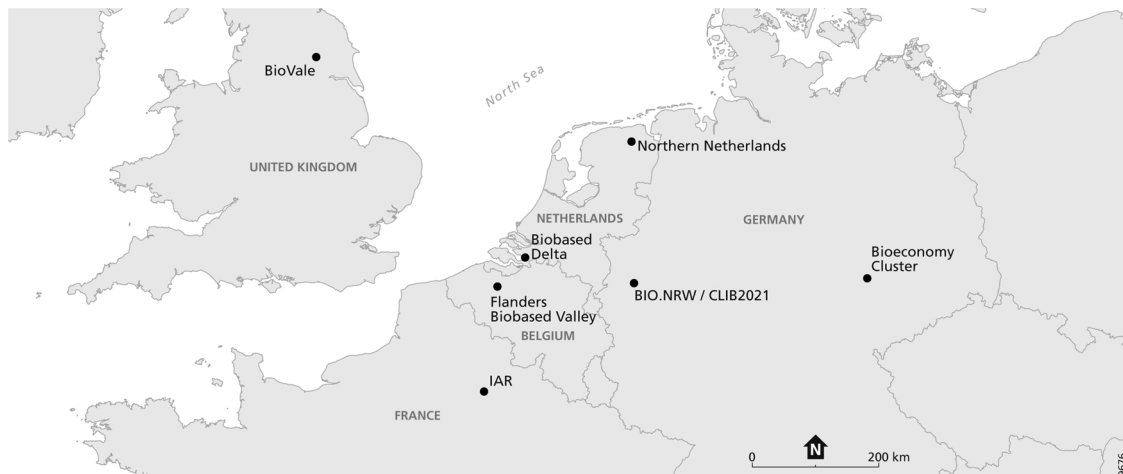 BioVale
North Sea
UNITED KINGDOM
Northern Netherlands
NETHERLANDS
GERMANY
Biobased
Delta
Bioeconomy
Cluster
Flanders
Biobased Valley
BIO.NRW / CLIB2021
BELGIUM
IAR
FRANCE
N
0 200 km
9676